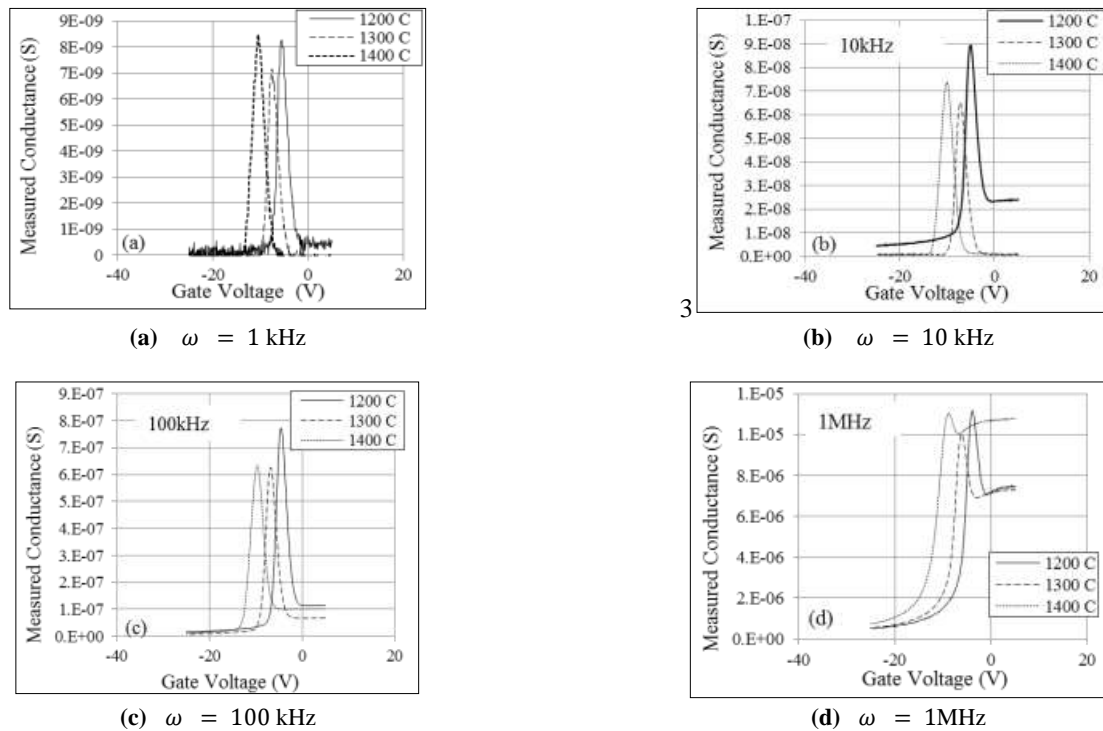 9E-09
8E-09
7E-09
6E-09
5E-09
4E-09
3E-09
2E-09
1E-09
0
-40
-20
0
20
Measured Conductance (S)
Gate Voltage (V)
1200 C
1300 C
1400 C
(a)
(a) ω = 1 kHz
1.E-07
9.E-08
8.E-08
7.E-08
6.E-08
5.E-08
4.E-08
3.E-08
2.E-08
1.E-08
0.E+00
-40
-20
0
20
Measured Conductance (S)
Gate Voltage (V)
10kHz
1200 C
1300 C
1400 C
(b)
3
(b) ω = 10 kHz
9.E-07
8.E-07
7.E-07
6.E-07
5.E-07
4.E-07
3.E-07
2.E-07
1.E-07
0.E+00
-40
-20
0
20
Measured Conductance (S)
Gate Voltage (V)
100kHz
1200 C
1300 C
1400 C
(c)
(c) ω = 100 kHz
1.E-05
1.E-05
8.E-06
6.E-06
4.E-06
2.E-06
0.E+00
-40
-20
0
20
Measured Conductance (S)
Gate Voltage (V)
1MHz
1200 C
1300 C
1400 C
(d)
(d) ω = 1MHz